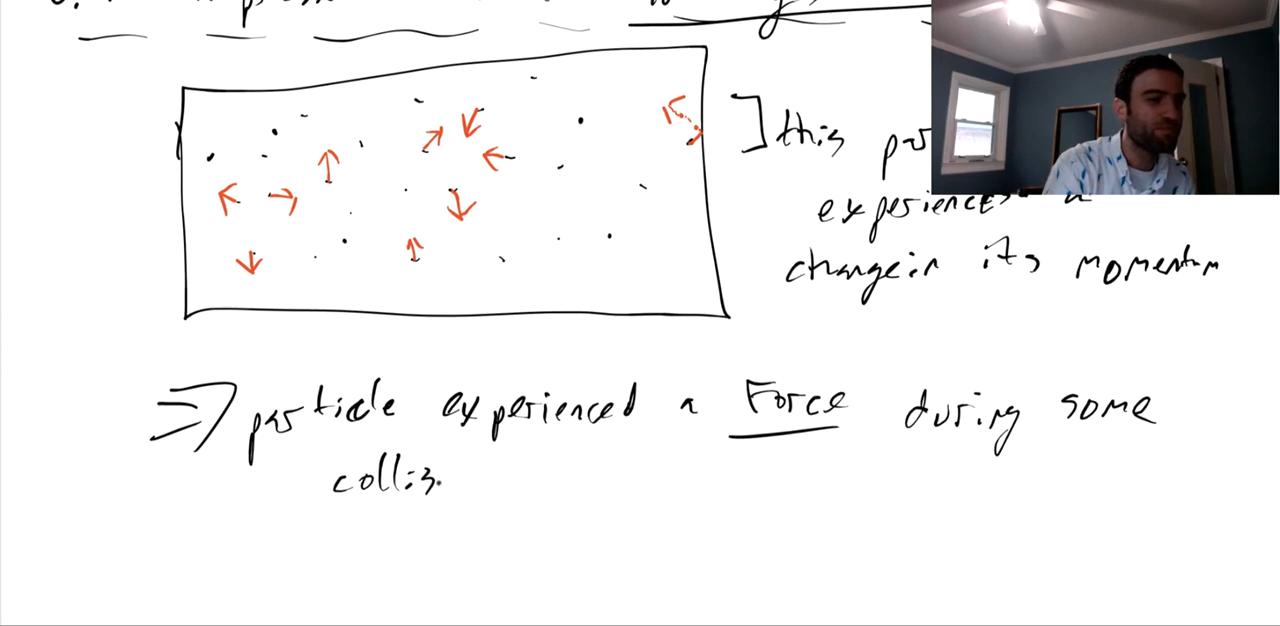 this
experiences a
change in its momentum
⇒ particle experienced a Force during some
collis